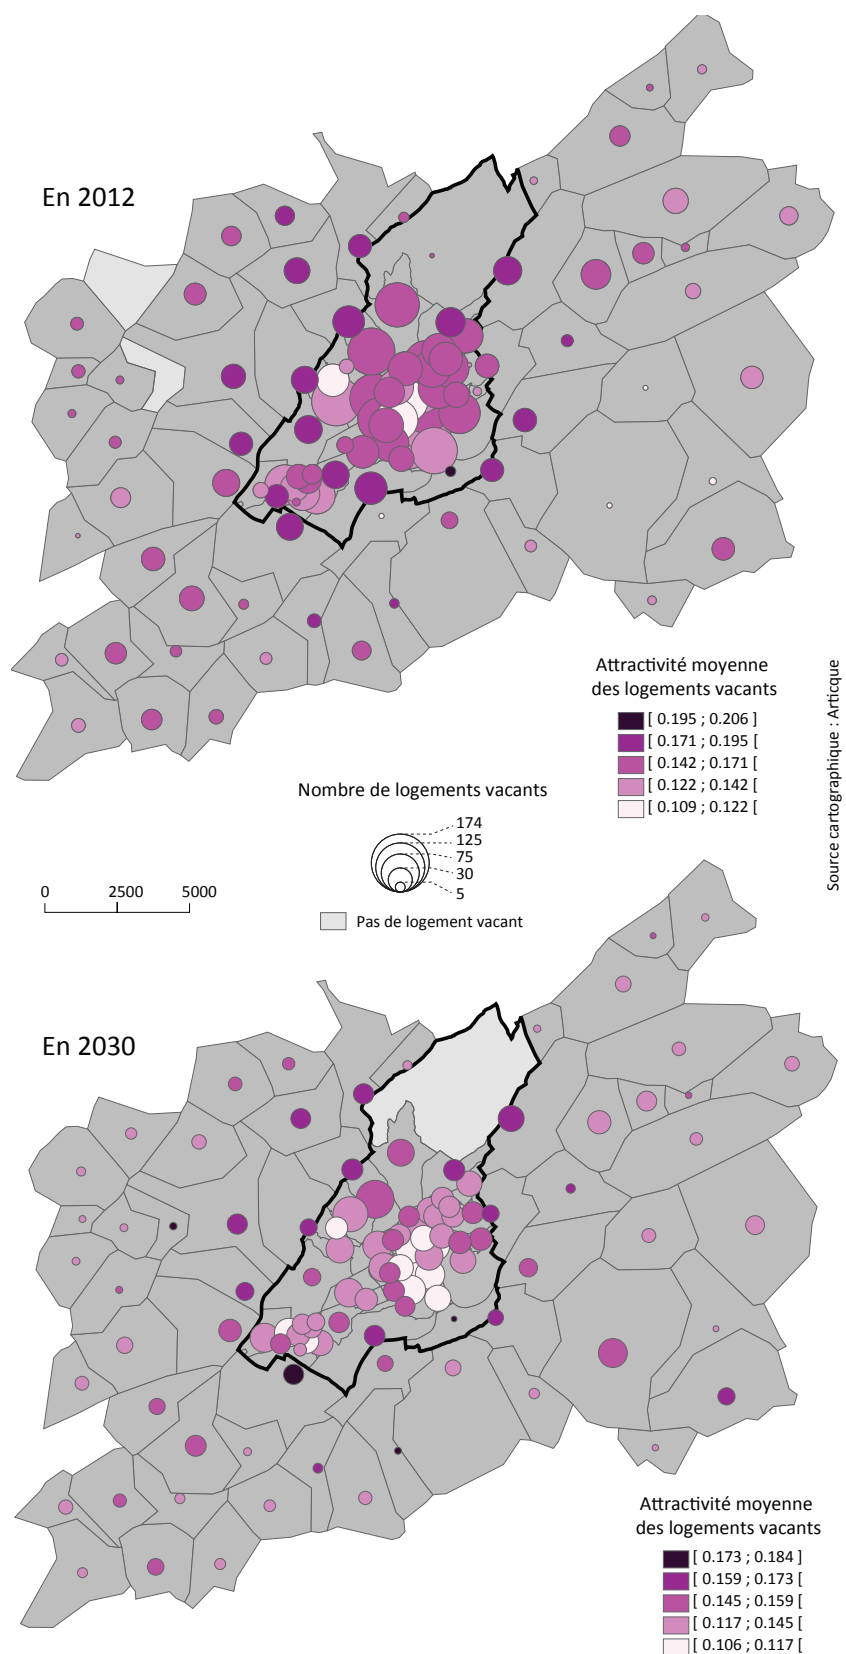 En 2012
Attractivité moyenne
des logements vacants
[ 0.195 ; 0.206 ]
[ 0.171 ; 0.195 [
[ 0.142 ; 0.171 [
[ 0.122 ; 0.142 [
[ 0.109 ; 0.122 [
Source cartographique : Articque
Nombre de logements vacants
174
125
75
30
5
0 2500 5000
Pas de logement vacant
En 2030
Attractivité moyenne
des logements vacants
[ 0.173 ; 0.184 ]
[ 0.159 ; 0.173 [
[ 0.145 ; 0.159 [
[ 0.117 ; 0.145 [
[ 0.106 ; 0.117 [